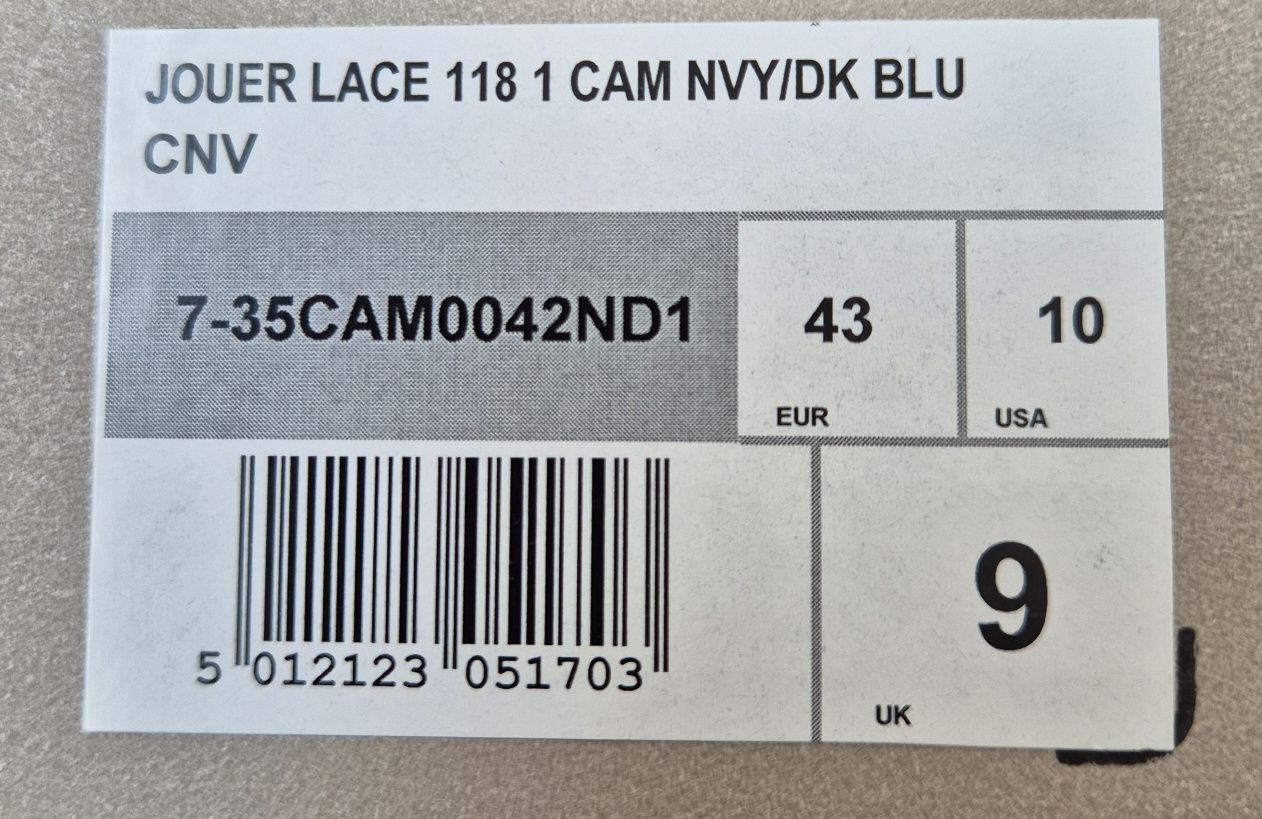 JOUER LACE 118 1 CAM NVY/DK BLU
CNV
7-35CAM0042ND1
43
EUR
10
USA
5 012123 051703
9
UK